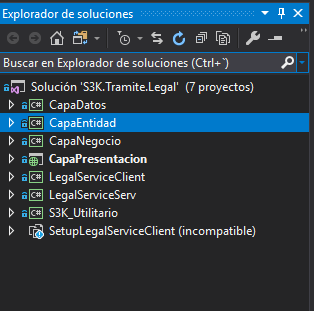 Explorador de soluciones
Buscar en Explorador de soluciones (Ctrl+`)
Solución 'S3K.Tramite.Legal' (7 proyectos)
C# CapaDatos
C# CapaEntidad
C# CapaNegocio
CapaPresentacion
C# LegalServiceClient
C# LegalServiceServ
C# S3K_Utilitario
SetupLegalServiceClient (incompatible)